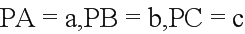 PA = a,PB = b,PC = c